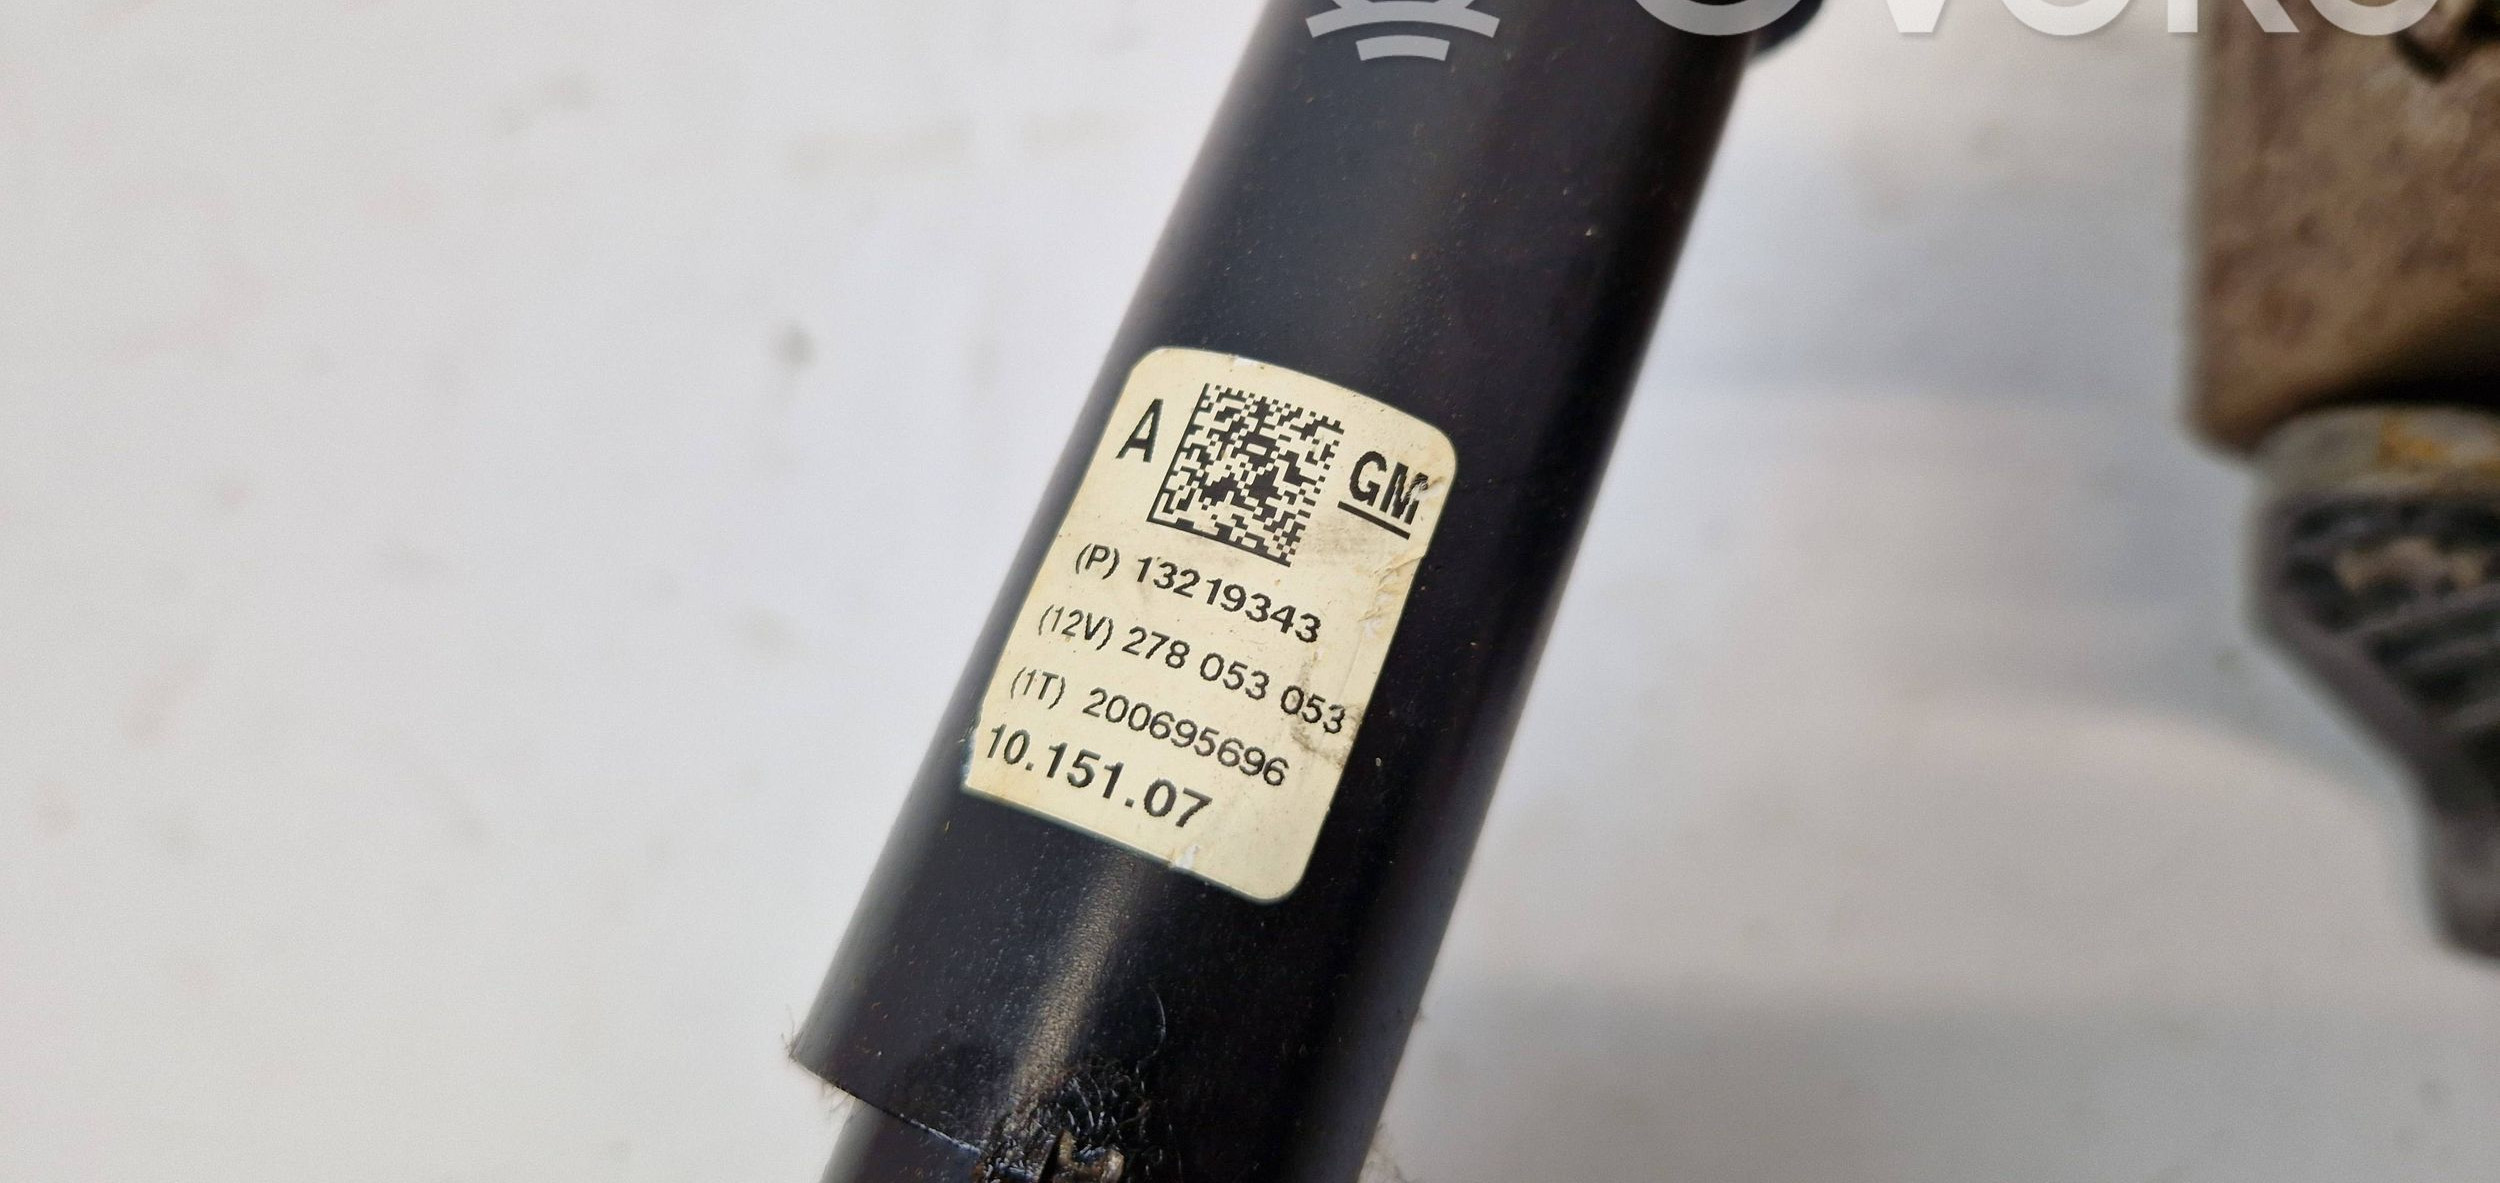 A GM
(P) 13219343
(12V) 278 053 053
(1T) 200695696
10.151.07